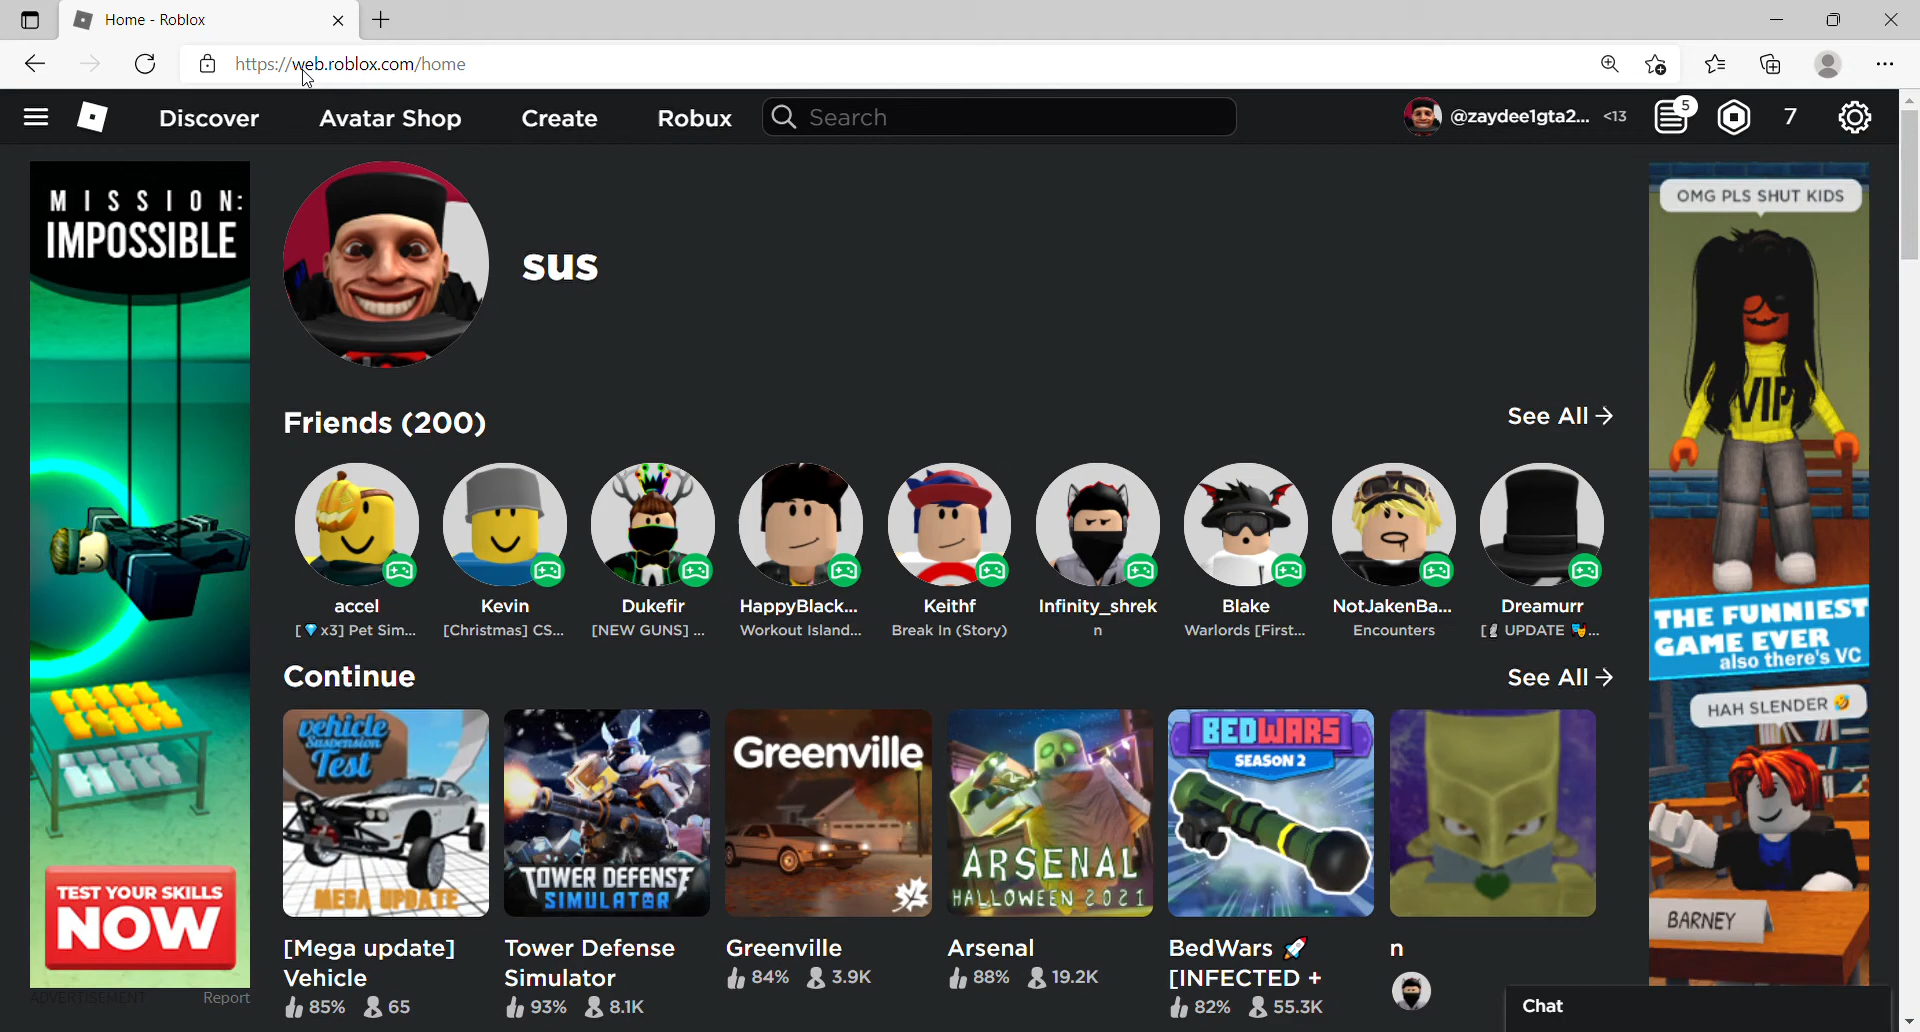 Home - Roblox
https://web.roblox.com/home
Discover
Avatar Shop
Create
Robux
Search
@zaydee1gta2...
<13
5
7
MISSION:
IMPOSSIBLE
TEST YOUR SKILLS
NOW
ADVERTISEMENT
Report
sus
Friends (200)
See All →
accel
[💎x3] Pet Sim...
Kevin
[Christmas] CS...
Dukefir
[NEW GUNS] ...
HappyBlack...
Workout Island...
Keithf
Break In (Story)
Infinity_shrek
n
Blake
Warlords [First...
NotJakenBa...
Encounters
Dreamurr
UPDATE 🎭...
Continue
See All →
vehicle
Suspension
Test
MEGA UPDATE
[Mega update]
Vehicle
85%
65
TOWER DEFENSE
SIMULATOR
Tower Defense
Simulator
93%
8.1K
Greenville
Greenville
84%
3.9K
ARSENAL
HALLOWEEN 2021
Arsenal
88%
19.2K
BEDWARS
SEASON 2
BedWars 🚀
[INFECTED +
82%
55.3K
n
OMG PLS SHUT KIDS
VIP
THE FUNNIEST
GAME EVER
also there's VC
HAH SLENDER 🤣
BARNEY
Chat